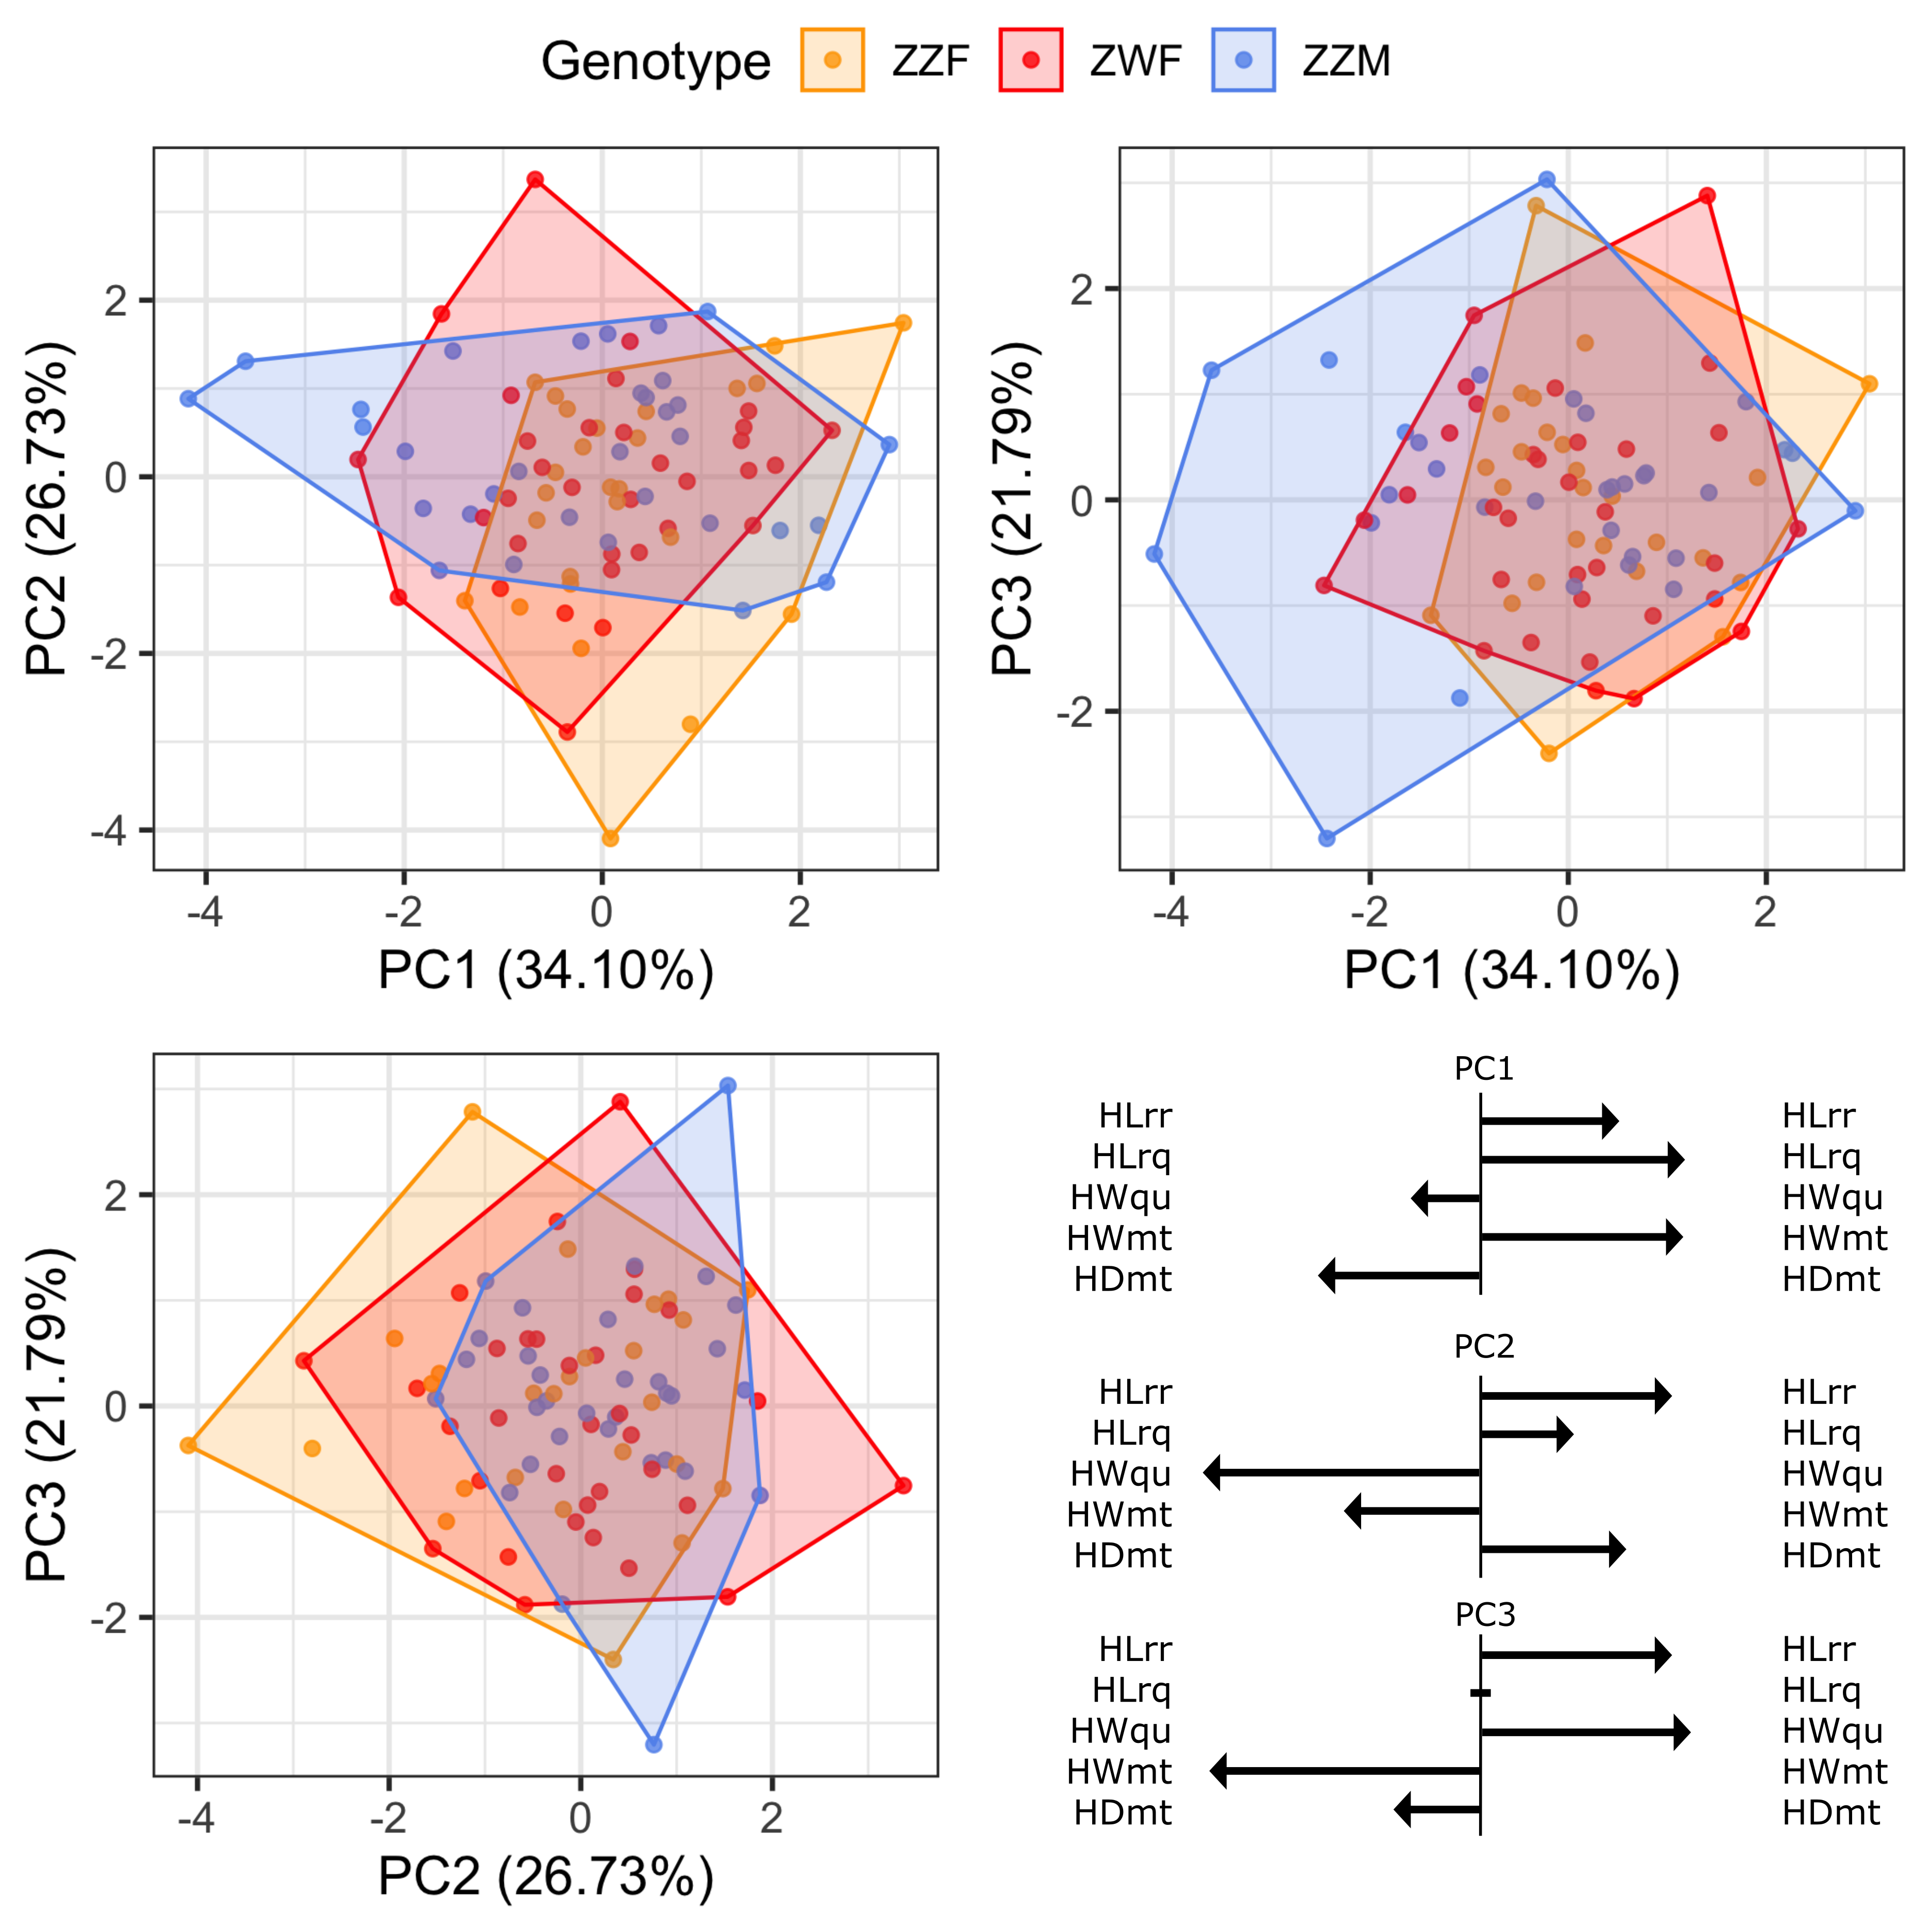 Genotype ZZF ZWF ZZM
2
0
-2
-4
PC2 (26.73%)
-4 -2 0 2
PC1 (34.10%)
2
0
-2
PC3 (21.79%)
-4 -2 0 2
PC1 (34.10%)
2
0
-2
PC3 (21.79%)
-4 -2 0 2
PC2 (26.73%)
PC1
HLrr HLrr
HLrq HLrq
HWqu HWqu
HWmt HWmt
HDmt HDmt
PC2
HLrr HLrr
HLrq HLrq
HWqu HWqu
HWmt HWmt
HDmt HDmt
PC3
HLrr HLrr
HLrq HLrq
HWqu HWqu
HWmt HWmt
HDmt HDmt